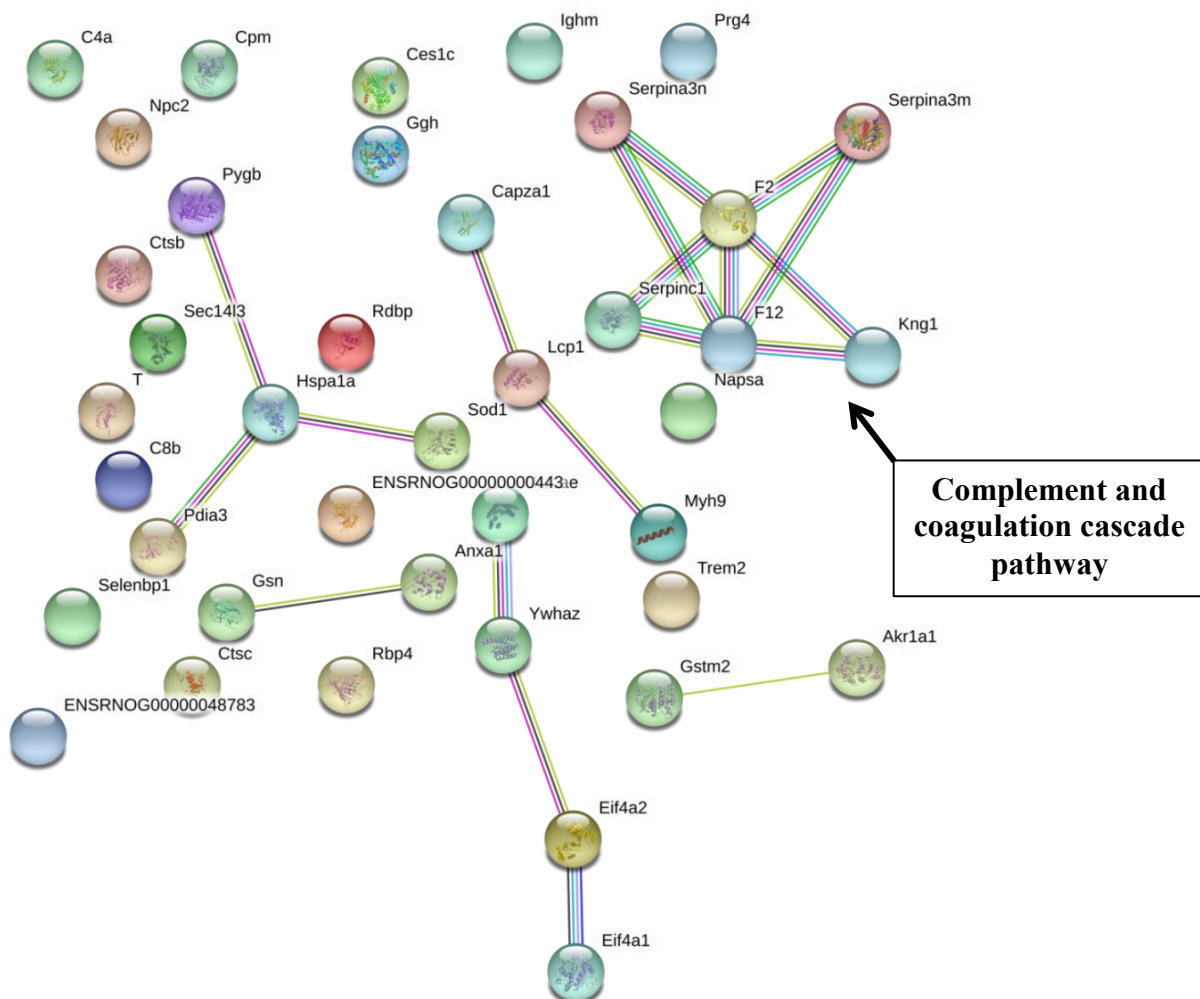 Ighm
Prg4
C4a
Cpm
Ces1c
Serpina3n
Serpina3m
Npc2
Ggh
Pygb
Capza1
F2
Ctsb
Serpinc1
Sec14l3
Rdbp
F12
Kng1
Lcp1
T
Hspa1a
Napsa
Sod1
C8b
ENSRNOG00000000443
Complement and
coagulation cascade
pathway
Pdia3
Myh9
Anxa1
Trem2
Selenbp1
Gsn
Ywhaz
Akr1a1
Ctsc
Rbp4
Gstm2
ENSRNOG00000048783
Eif4a2
Eif4a1